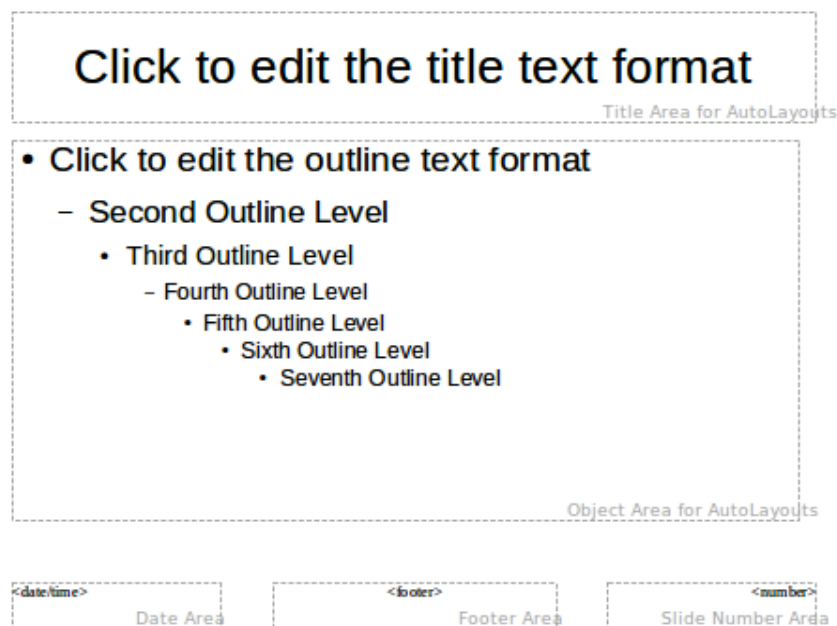 Click to edit the title text format
Title Area for AutoLayouts
• Click to edit the outline text format
– Second Outline Level
• Third Outline Level
– Fourth Outline Level
• Fifth Outline Level
• Sixth Outline Level
• Seventh Outline Level
Object Area for AutoLayouts
<date/time> <footer> <number>
Date Area Footer Area Slide Number Area